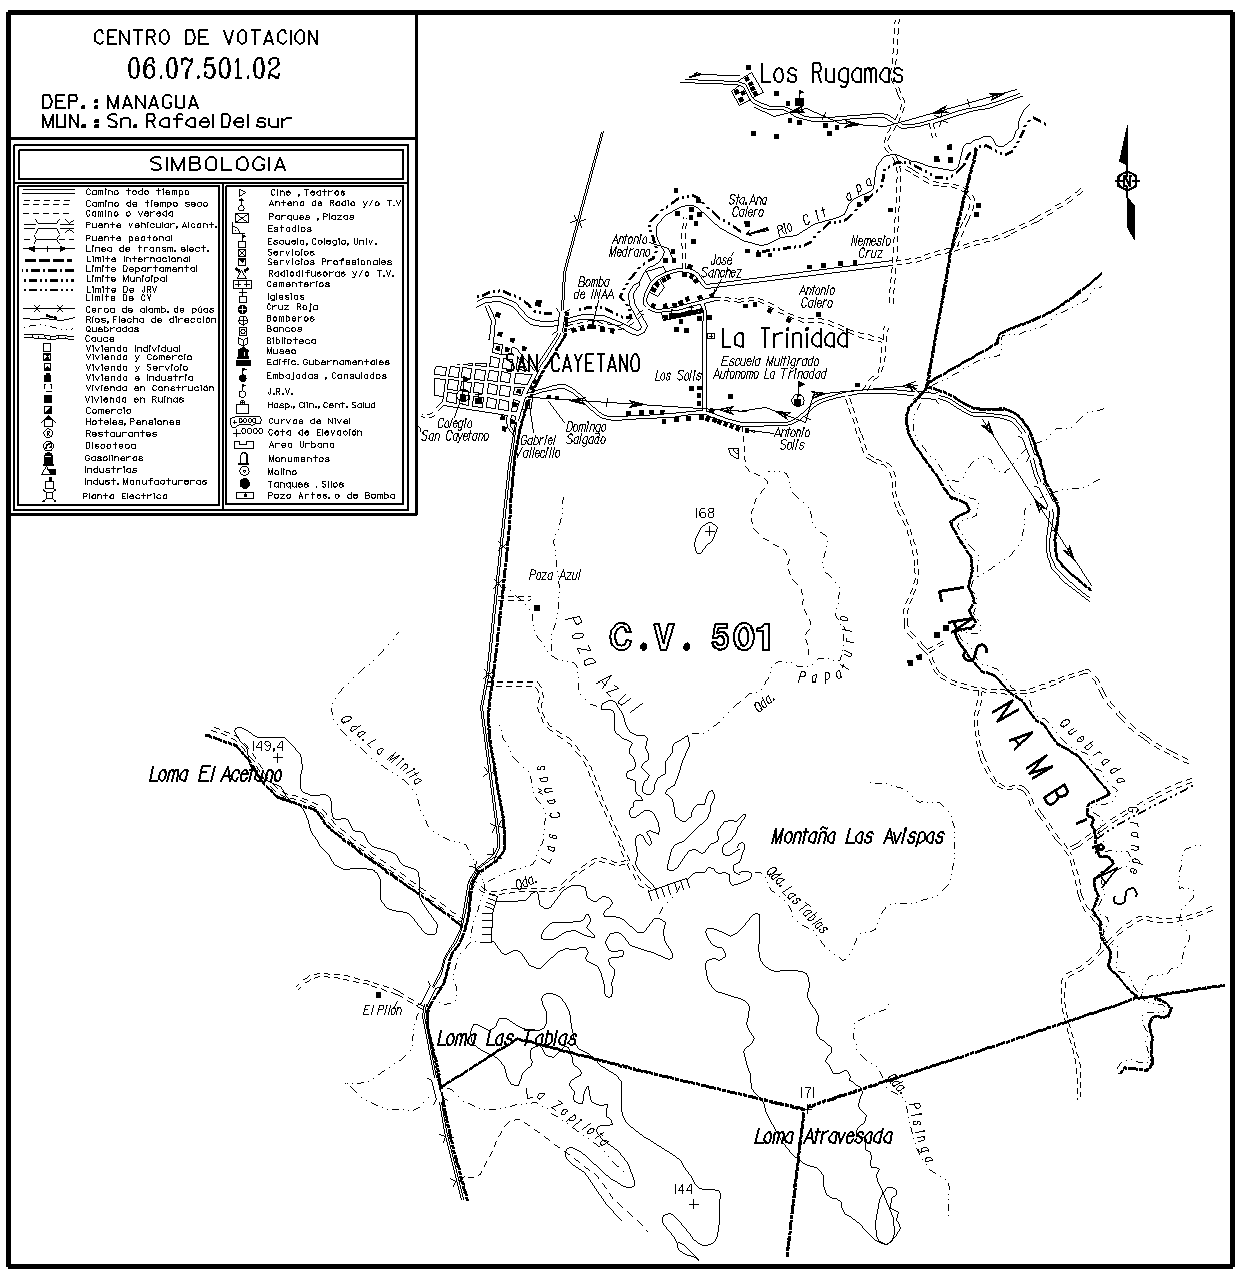 CENTRO DE VOTACION
06.07.501.02
DEP. : MANAGUA
MUN. : Sn. Rafael Del sur
SIMBOLOGIA
Camino todo tiempo
Camino de tiempo seco
Camino o vereda
Puente vehicular, Alcant.
Puente peatonal
Línea de transm. elect.
Limite Internacional
Limite Departamental
Limite Municipal
Limite De JRV
Limite De CV
Cerca de alamb. de púas
Ríos, Flecha de dirección
Quebradas
Cauce
Vivienda Individual
Vivienda y Comercio
Vivienda y Servicio
Vivienda e Industria
Vivienda en Construción
Vivienda en Ruinas
Comercio
Hoteles, Pensiones
Restaurantes
Discoteca
Gasolineras
Industrias
Indust. Manufactureras
Planta Electrica
Cine , Teatros
Antena de Radio y/o T.V
Parques , Plazas
Estadios
Escuela, Colegio, Univ.
Servicios
Servicios Profesionales
Radiodifusoras y/o T.V.
Cementerios
Iglesias
Cruz Roja
Bomberos
Bancos
Biblioteca
Museo
Edific. Gubernamentales
Embajadas , Consulados
J.R.V.
Hosp., Clin., Cent. Salud
Curvas de Nivel
Cota de Elevación
Area Urbana
Monumentos
Molino
Tanques , Silos
Pozo Artes. o de Bomba
Los Rugamas
Sta. Ana
Calero
Río Cit apa
Antonio
Medrano
José
Sanchez
Nemesio
Cruz
Bomba
de INAA
Antonio
Calero
La Trinidad
SAN CAYETANO
Escuela Multigrado
Autonomo La Trinadad
Los Solís
Colegio
San Cayetano
Gabriel
Vallecillo
Domingo
Salgado
Antonio
Solís
168
Poza Azul
C.V. 501
Poza Azul
Qda. Papaturro
LAS NAMBIRAS
Quebrada Grande
149,4
Loma El Acetuno
Qda. La Minita
Qda. Las Cañas
Montaña Las Avispas
Qda. Las Tablas
El Pilón
Loma Las Tablas
La Zopilota
171
Loma Atravesada
Qda. Pisinga
144